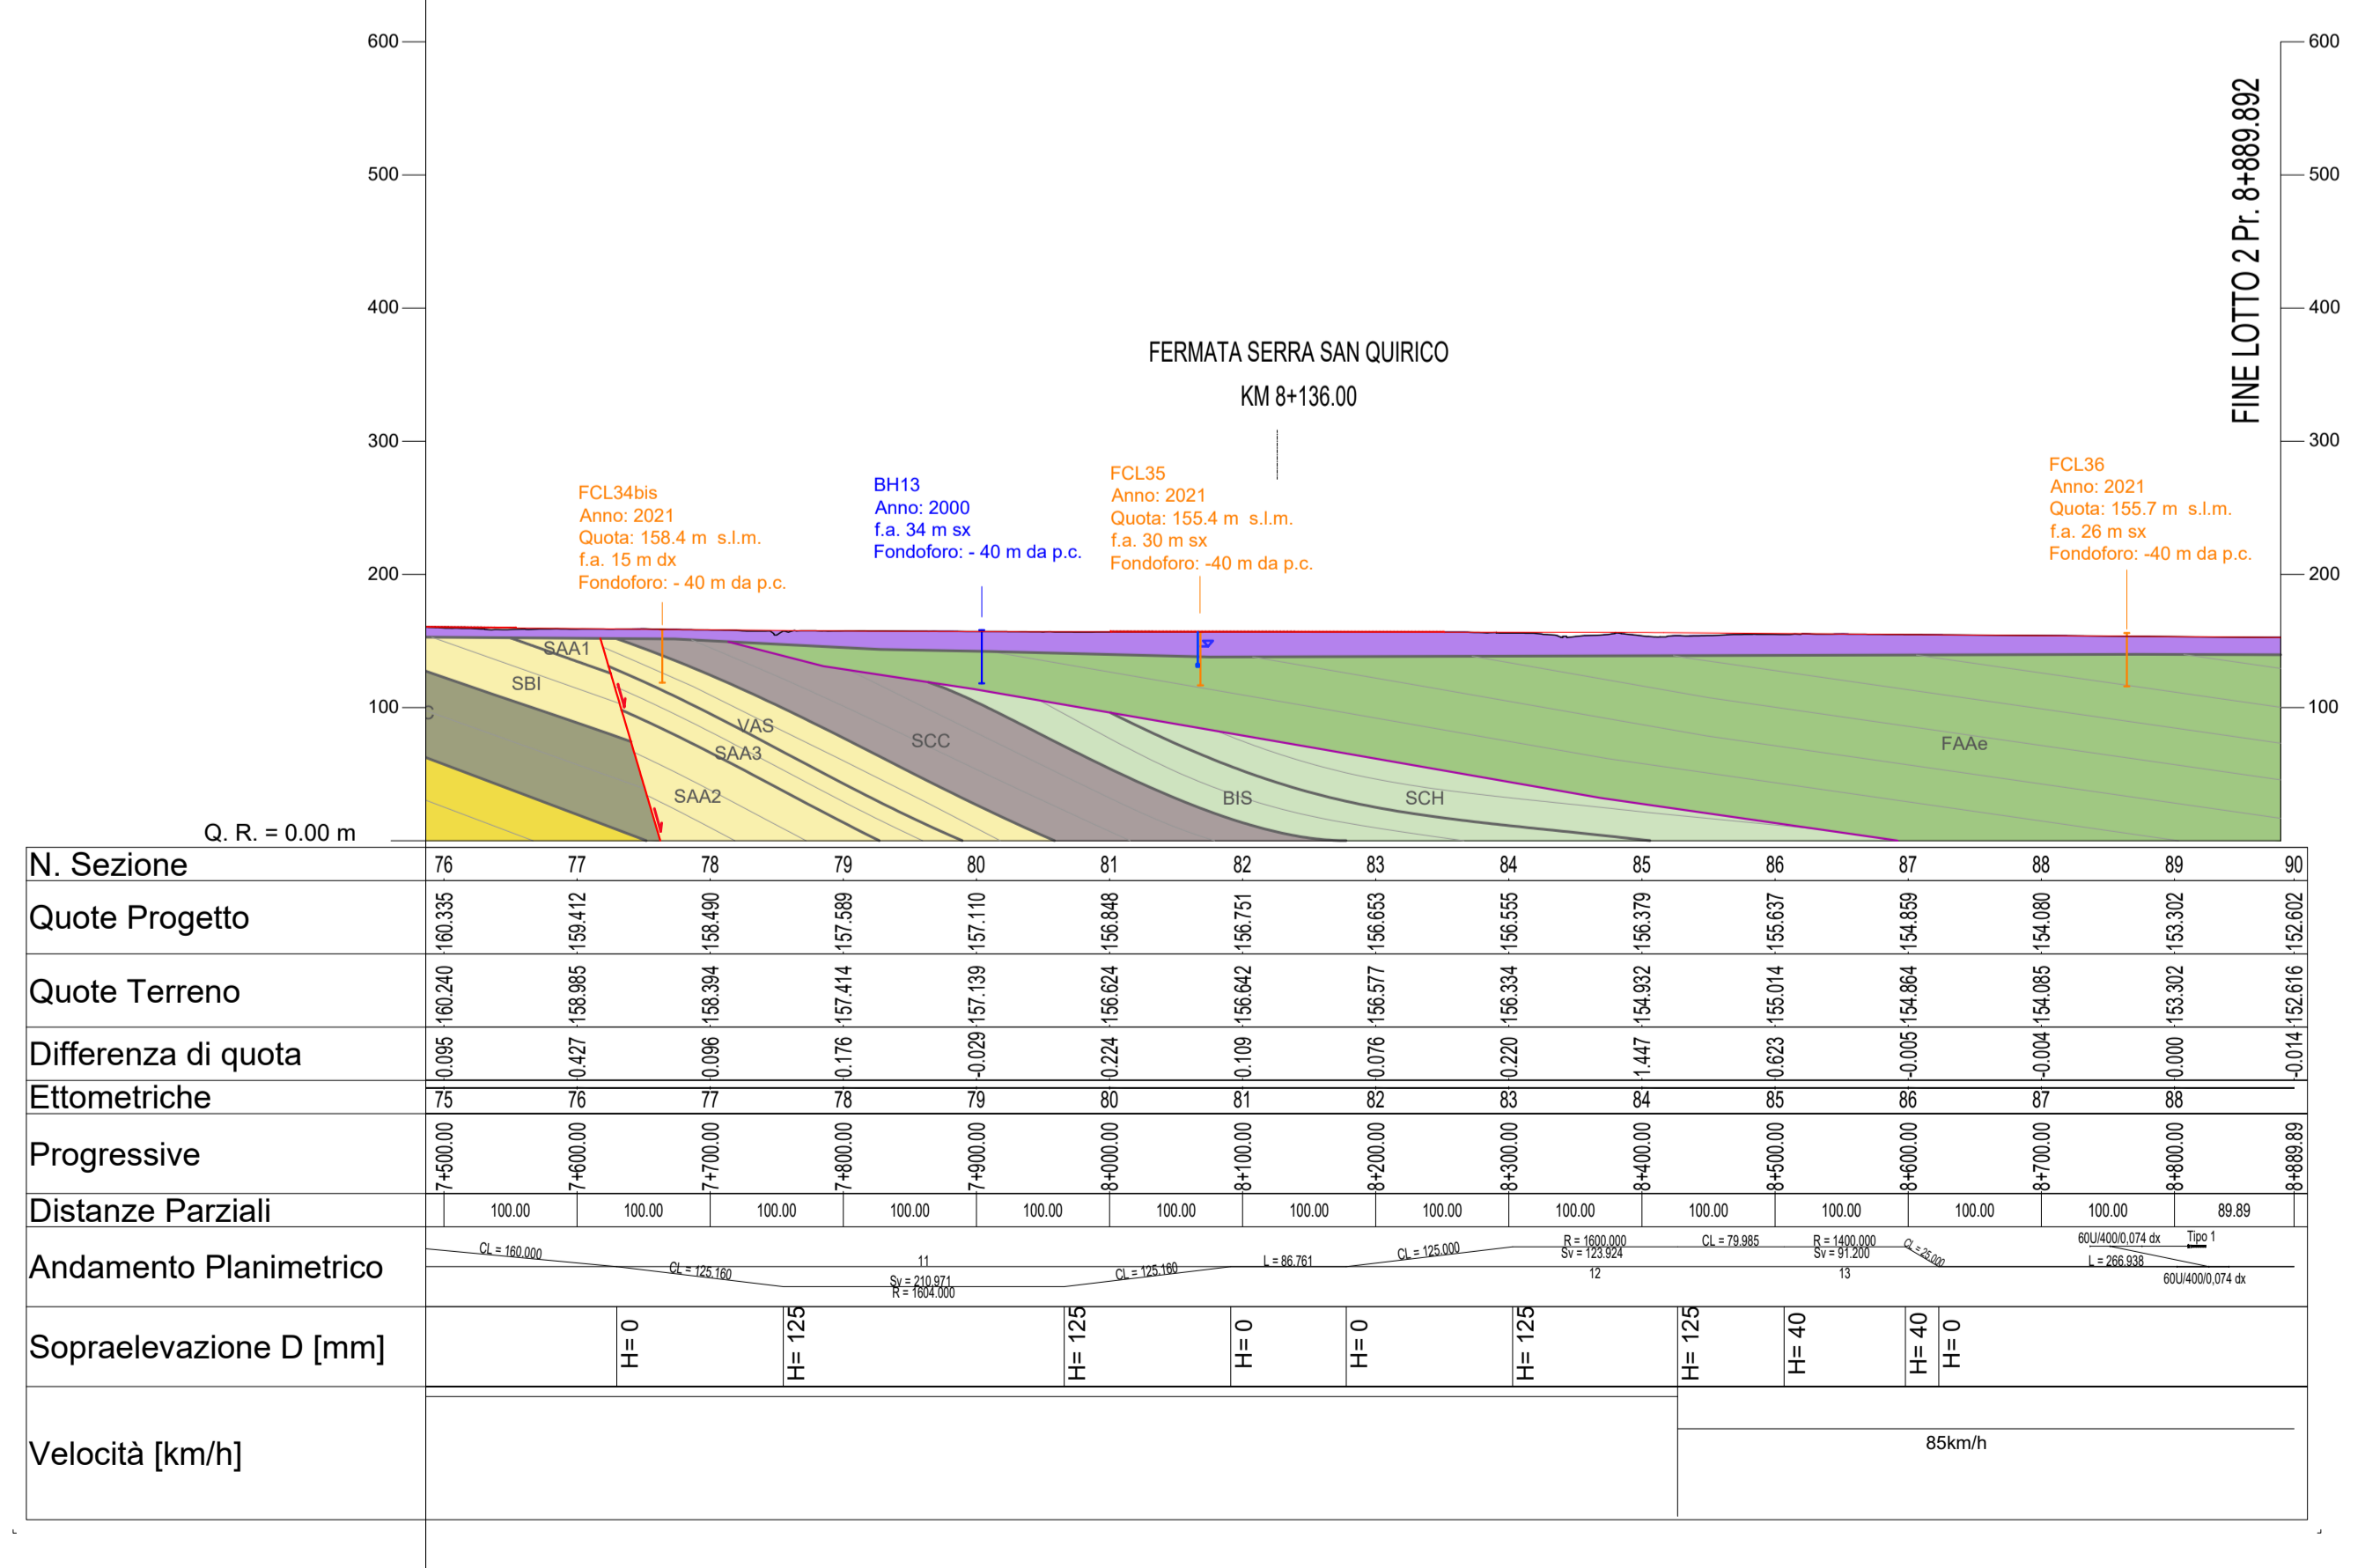 600
600
500
500
400
400
300
300
200
200
100
100
FINE LOTTO 2 Pr. 8+889.892
FERMATA SERRA SAN QUIRICO
KM 8+136.00
FCL34bis
Anno: 2021
Quota: 158.4 m s.l.m.
f.a. 15 m dx
Fondoforo: - 40 m da p.c.
BH13
Anno: 2000
f.a. 34 m sx
Fondoforo: - 40 m da p.c.
FCL35
Anno: 2021
Quota: 155.4 m s.l.m.
f.a. 30 m sx
Fondoforo: -40 m da p.c.
FCL36
Anno: 2021
Quota: 155.7 m s.l.m.
f.a. 26 m sx
Fondoforo: -40 m da p.c.
SAA1
SBI
C
VAS
SAA3
SAA2
SCC
BIS
SCH
FAAe
Q. R. = 0.00 m
N. Sezione 76 77 78 79 80 81 82 83 84 85 86 87 88 89 90
Quote Progetto 160.335 159.412 158.490 157.589 157.110 156.848 156.751 156.653 156.555 156.379 155.637 154.859 154.080 153.302 152.602
Quote Terreno 160.240 158.985 158.394 157.414 157.139 156.624 156.642 156.577 156.334 154.932 155.014 154.864 154.085 153.302 152.616
Differenza di quota 0.095 0.427 0.096 0.176 -0.029 0.224 0.109 0.076 0.220 1.447 0.623 -0.005 -0.004 0.000 -0.014
Ettometriche 75 76 77 78 79 80 81 82 83 84 85 86 87 88
Progressive 7+500.00 7+600.00 7+700.00 7+800.00 7+900.00 8+000.00 8+100.00 8+200.00 8+300.00 8+400.00 8+500.00 8+600.00 8+700.00 8+800.00 8+889.89
Distanze Parziali 100.00 100.00 100.00 100.00 100.00 100.00 100.00 100.00 100.00 100.00 100.00 100.00 100.00 89.89
Andamento Planimetrico
CL = 160.000
CL = 125.160
11
Sv = 210.971
R = 1604.000
CL = 125.160
L = 86.761
CL = 125.000
R = 1600.000
Sv = 123.924
12
CL = 79.985
R = 1400.000
Sv = 91.200
13
CL = 25.000
60U/400/0,074 dx
Tipo 1
L = 266.938
60U/400/0,074 dx
Sopraelevazione D [mm] H= 0 H= 125 H= 125 H= 0 H= 0 H= 125 H= 125 H= 40 H= 40 H= 0
Velocità [km/h]
85km/h